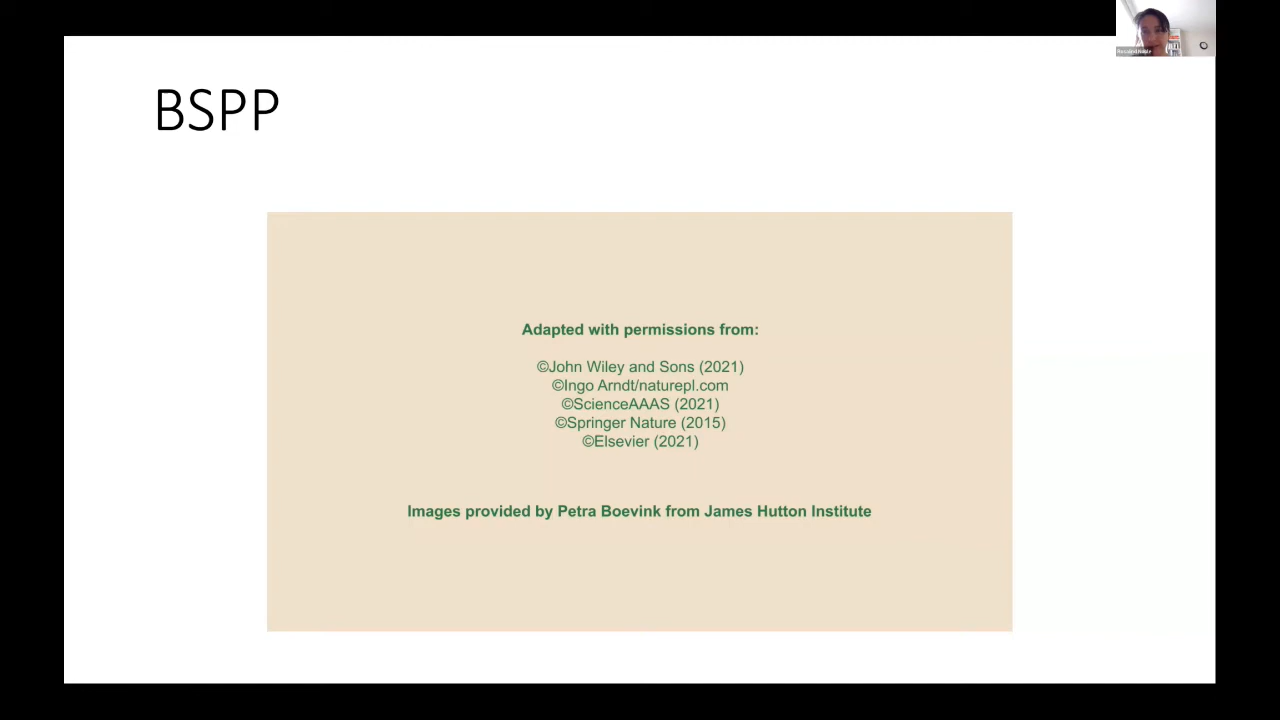 BSPP
Adapted with permissions from:
©John Wiley and Sons (2021)
©Ingo Arndt/naturepl.com
©ScienceAAAS (2021)
©Springer Nature (2015)
©Elsevier (2021)
Images provided by Petra Boevink from James Hutton Institute